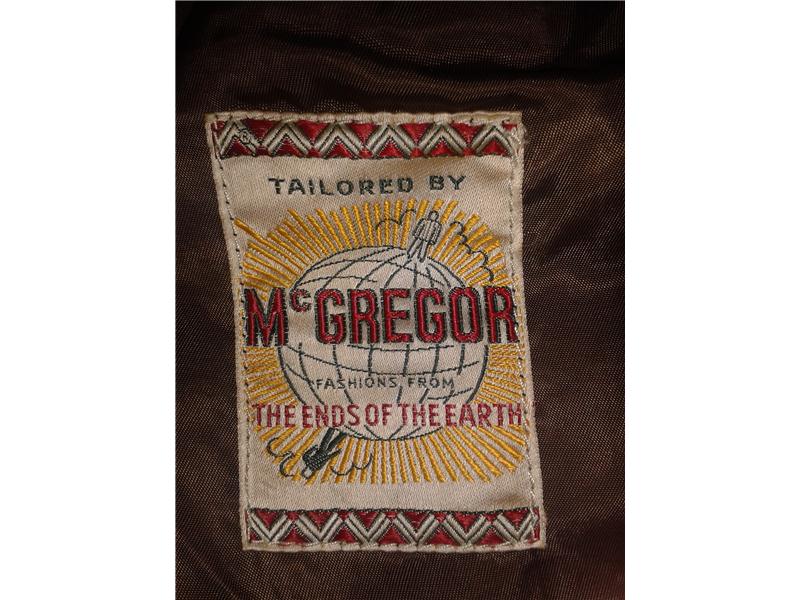 ®
TAILORED BY
McGREGOR
FASHIONS FROM
THE ENDS OF THE EARTH